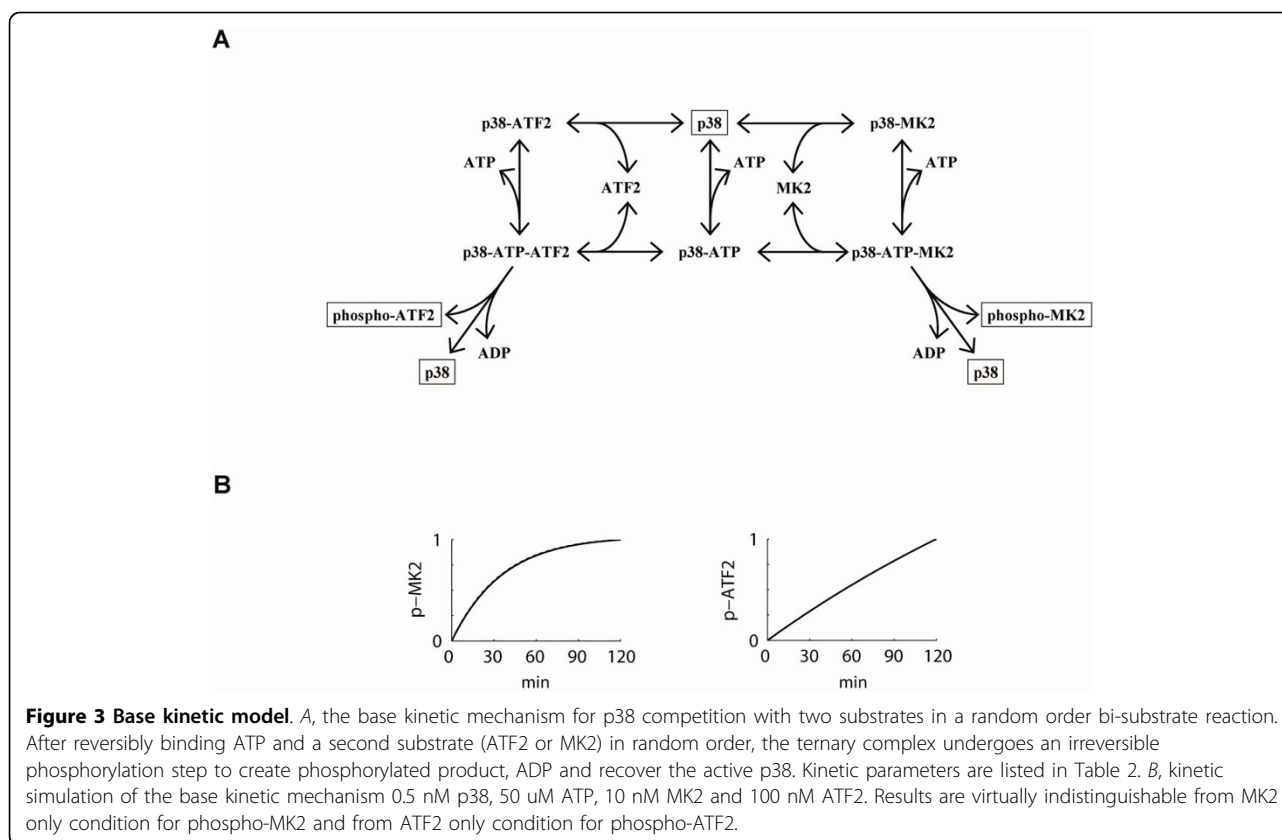 A
p38-ATF2
p38
p38-MK2
ATP
ATP
ATP
ATF2
MK2
p38-ATP-ATF2
p38-ATP
p38-ATP-MK2
phospho-ATF2
phospho-MK2
ADP
ADP
p38
p38
B
1
p-MK2
0
0 30 60 90 120
min
1
p-ATF2
0
0 30 60 90 120
min
Figure 3 Base kinetic model. A, the base kinetic mechanism for p38 competition with two substrates in a random order bi-substrate reaction.
After reversibly binding ATP and a second substrate (ATF2 or MK2) in random order, the ternary complex undergoes an irreversible
phosphorylation step to create phosphorylated product, ADP and recover the active p38. Kinetic parameters are listed in Table 2. B, kinetic
simulation of the base kinetic mechanism 0.5 nM p38, 50 uM ATP, 10 nM MK2 and 100 nM ATF2. Results are virtually indistinguishable from MK2
only condition for phospho-MK2 and from ATF2 only condition for phospho-ATF2.